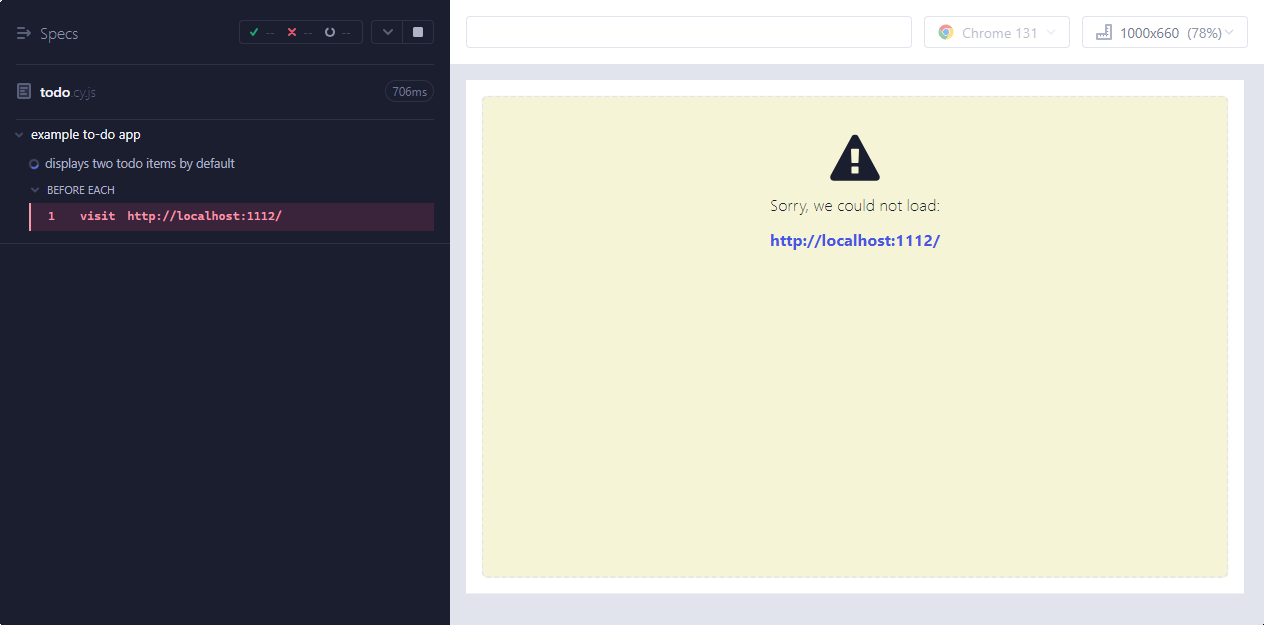 Specs
-- -- --
todo.cy.js
706ms
example to-do app
displays two todo items by default
BEFORE EACH
1 visit http://localhost:1112/
Chrome 131
1000x660 (78%)
Sorry, we could not load:
http://localhost:1112/